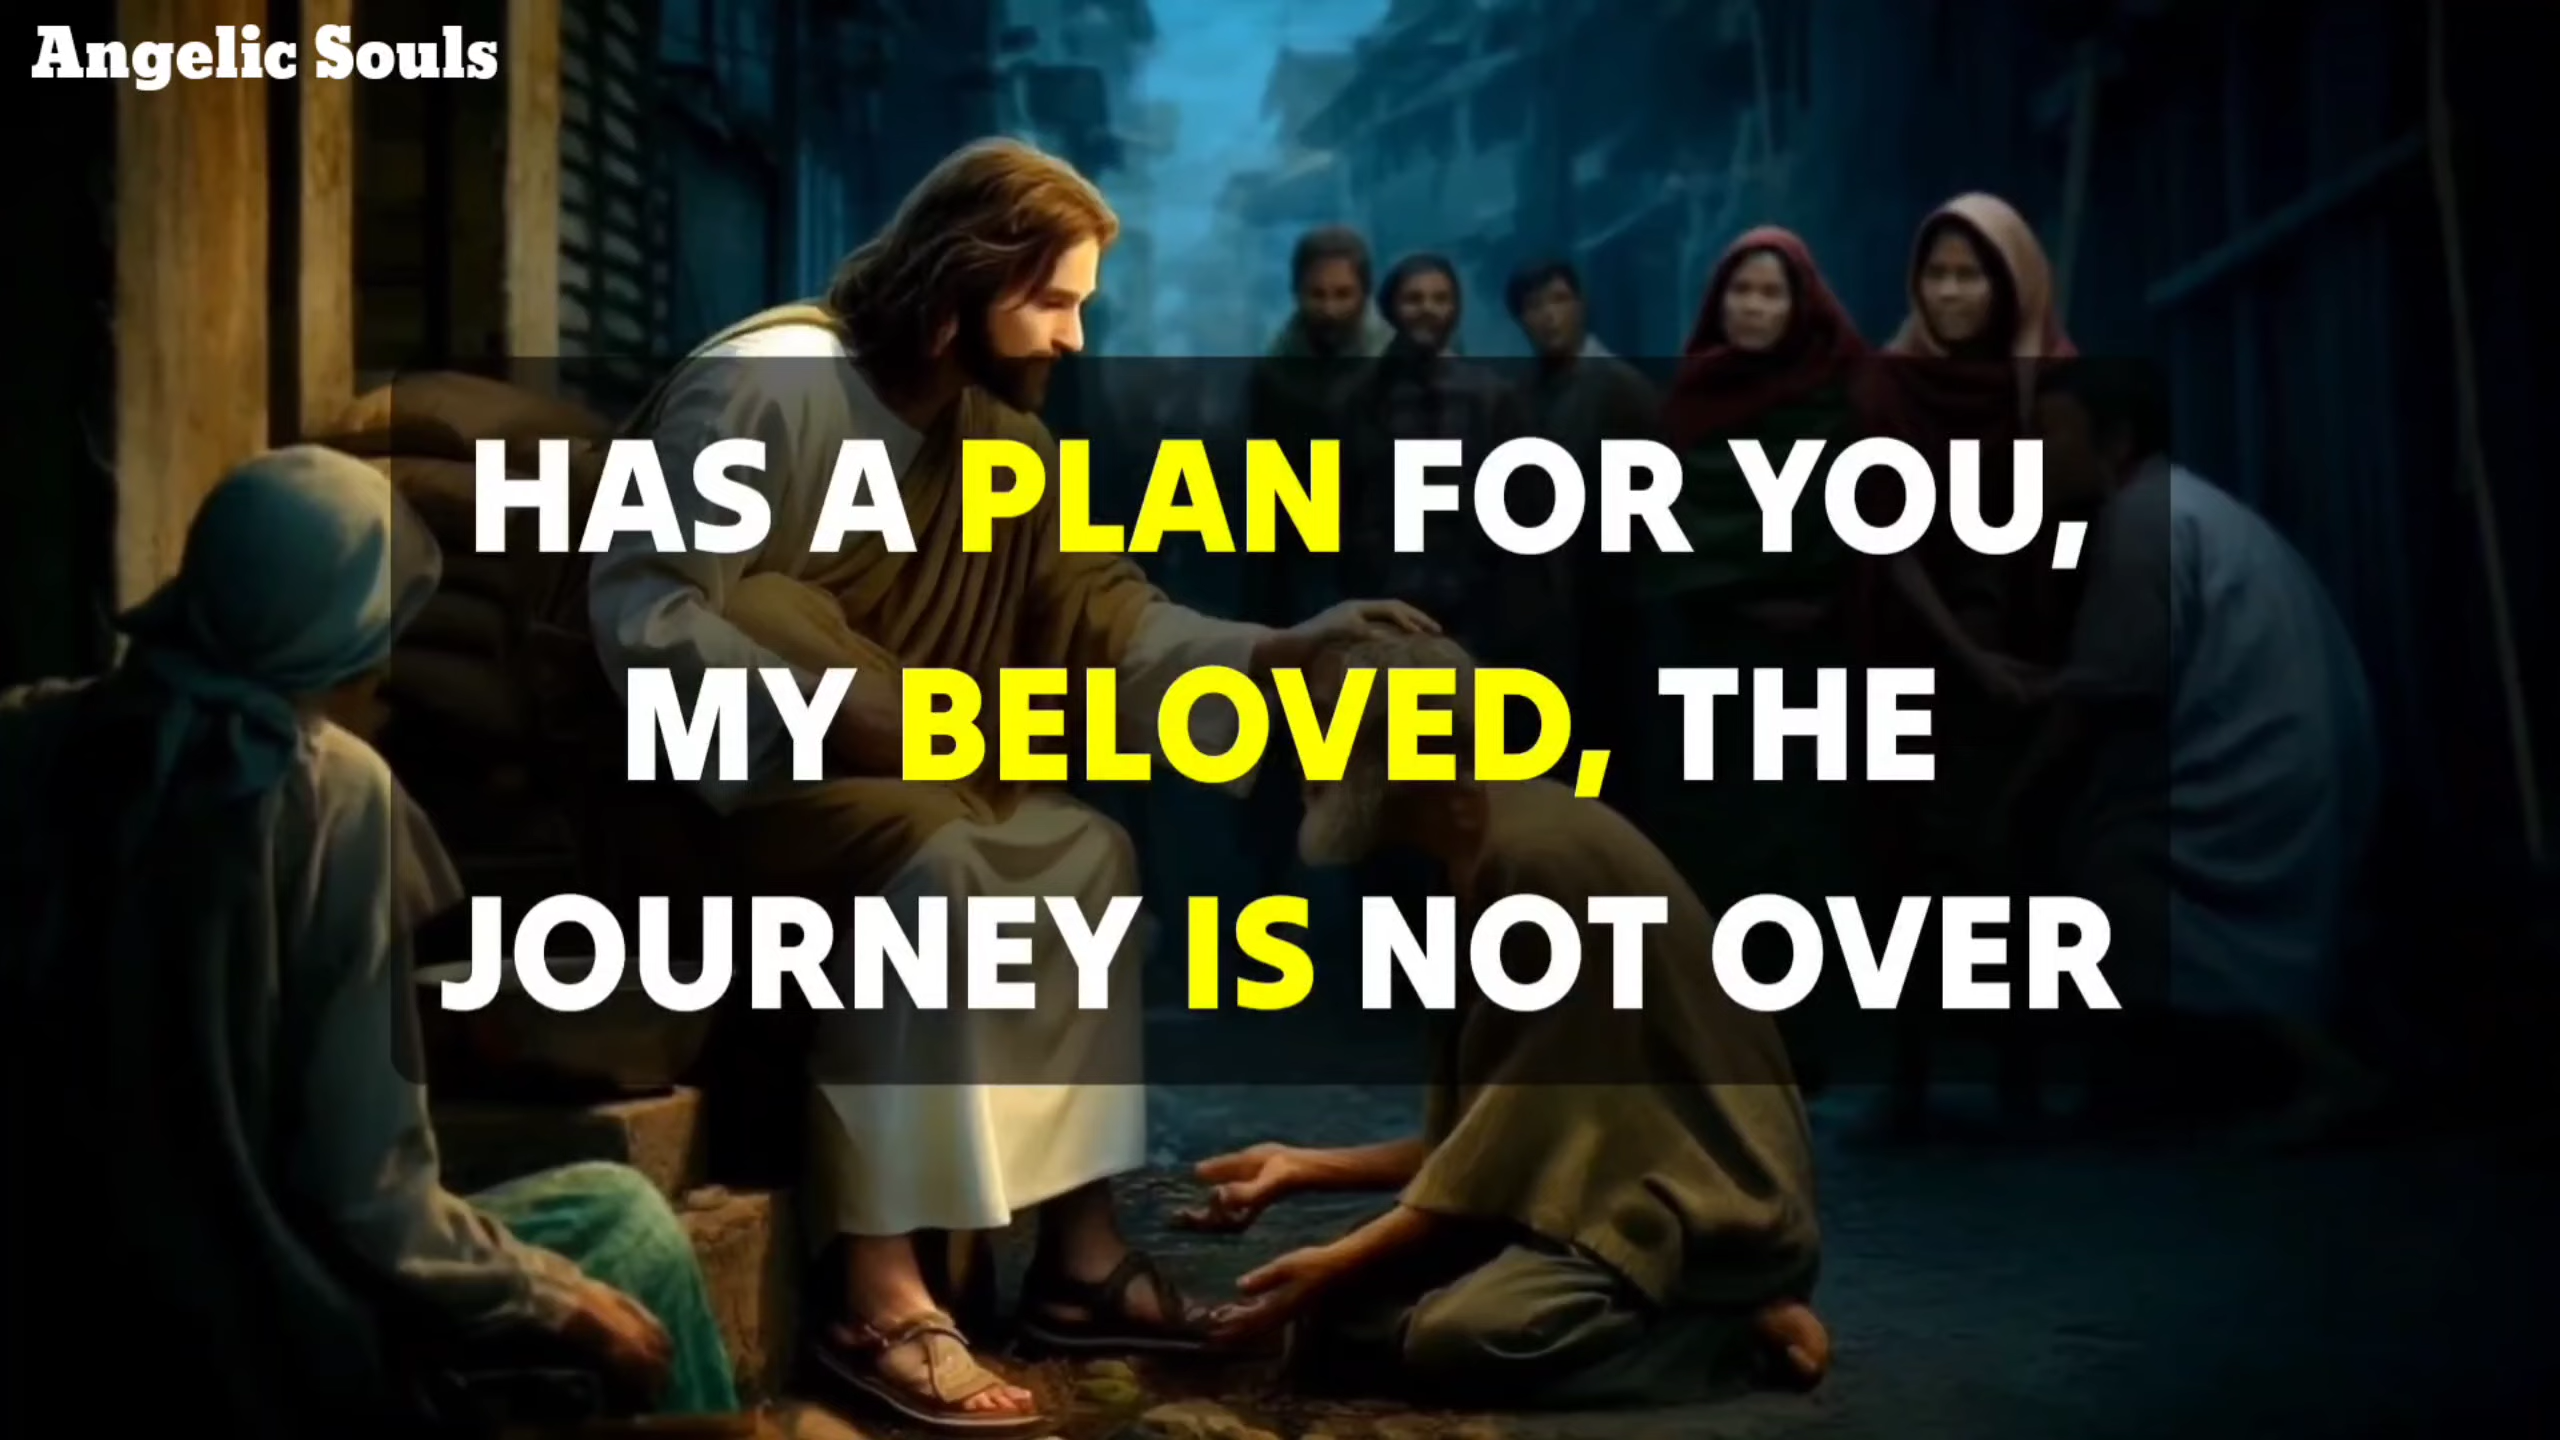 Angelic Souls
HAS A PLAN FOR YOU,
MY BELOVED, THE
JOURNEY IS NOT OVER